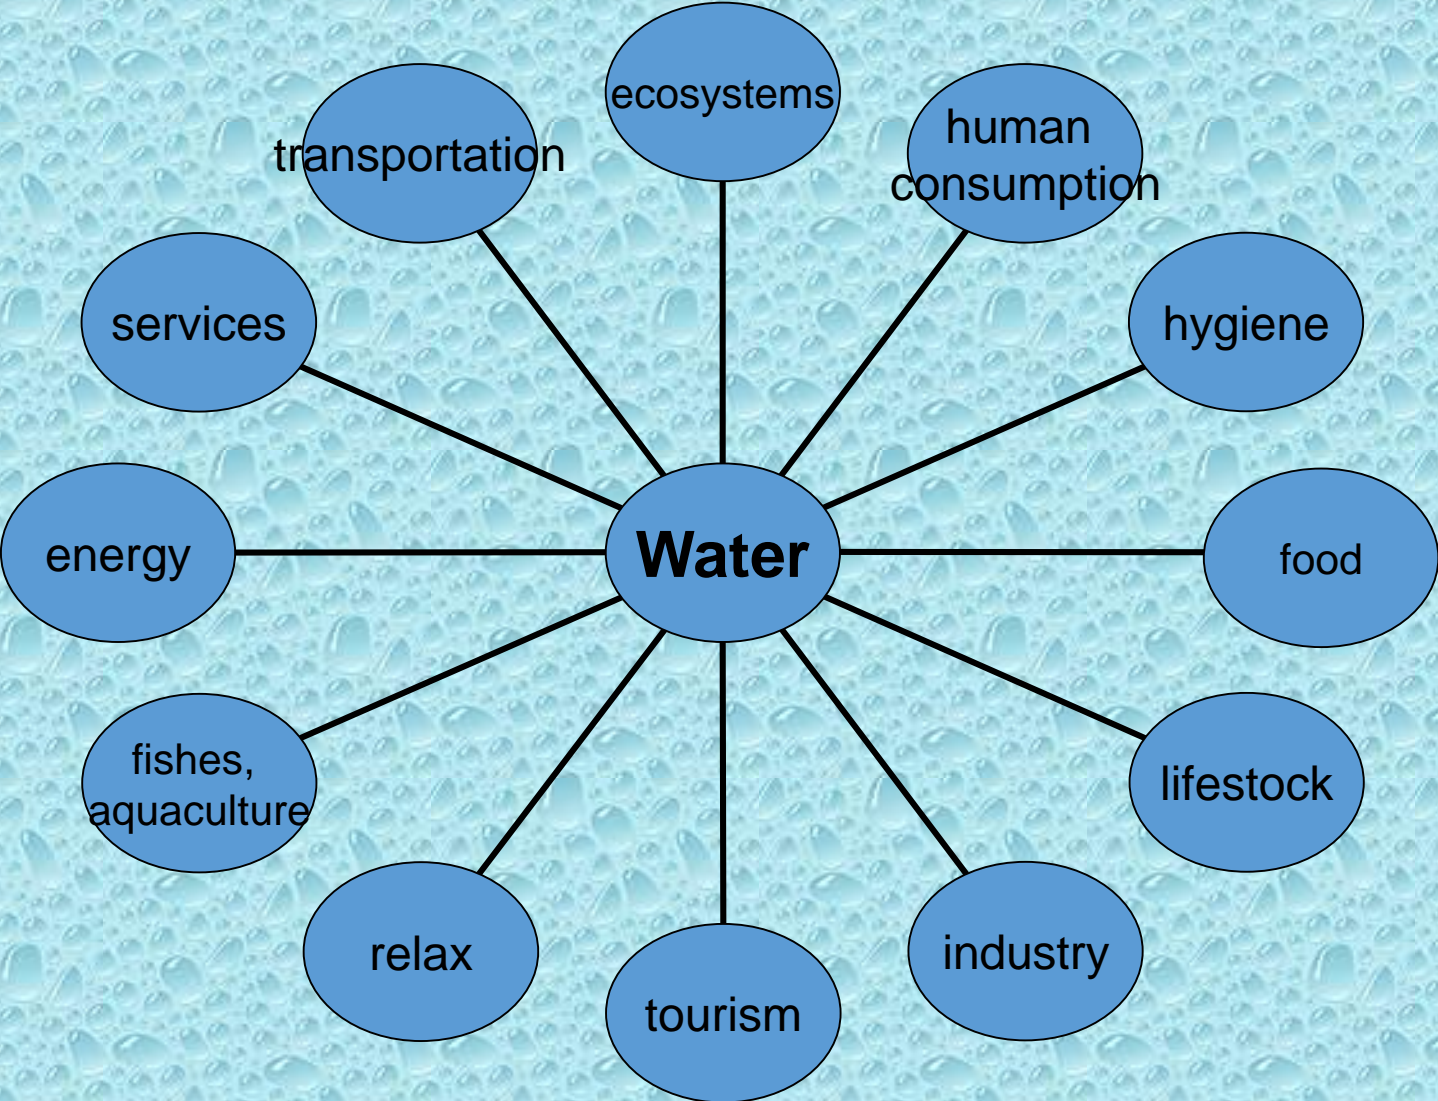 ecosystems
human
consumption
transportation
hygiene
services
Water
energy
food
fishes,
aquaculture
lifestock
relax
industry
tourism